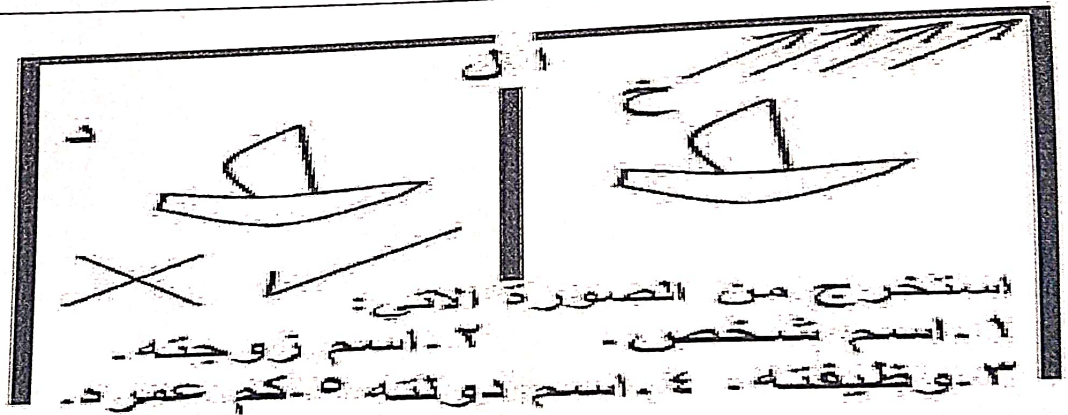 ا ل
خ
د
استخرج من الصورة الاتي:
١-اسم شخص. ٢-اسم زوجته.
٣-وظيفته. ٤-اسم دولته ٥-كم عمره.